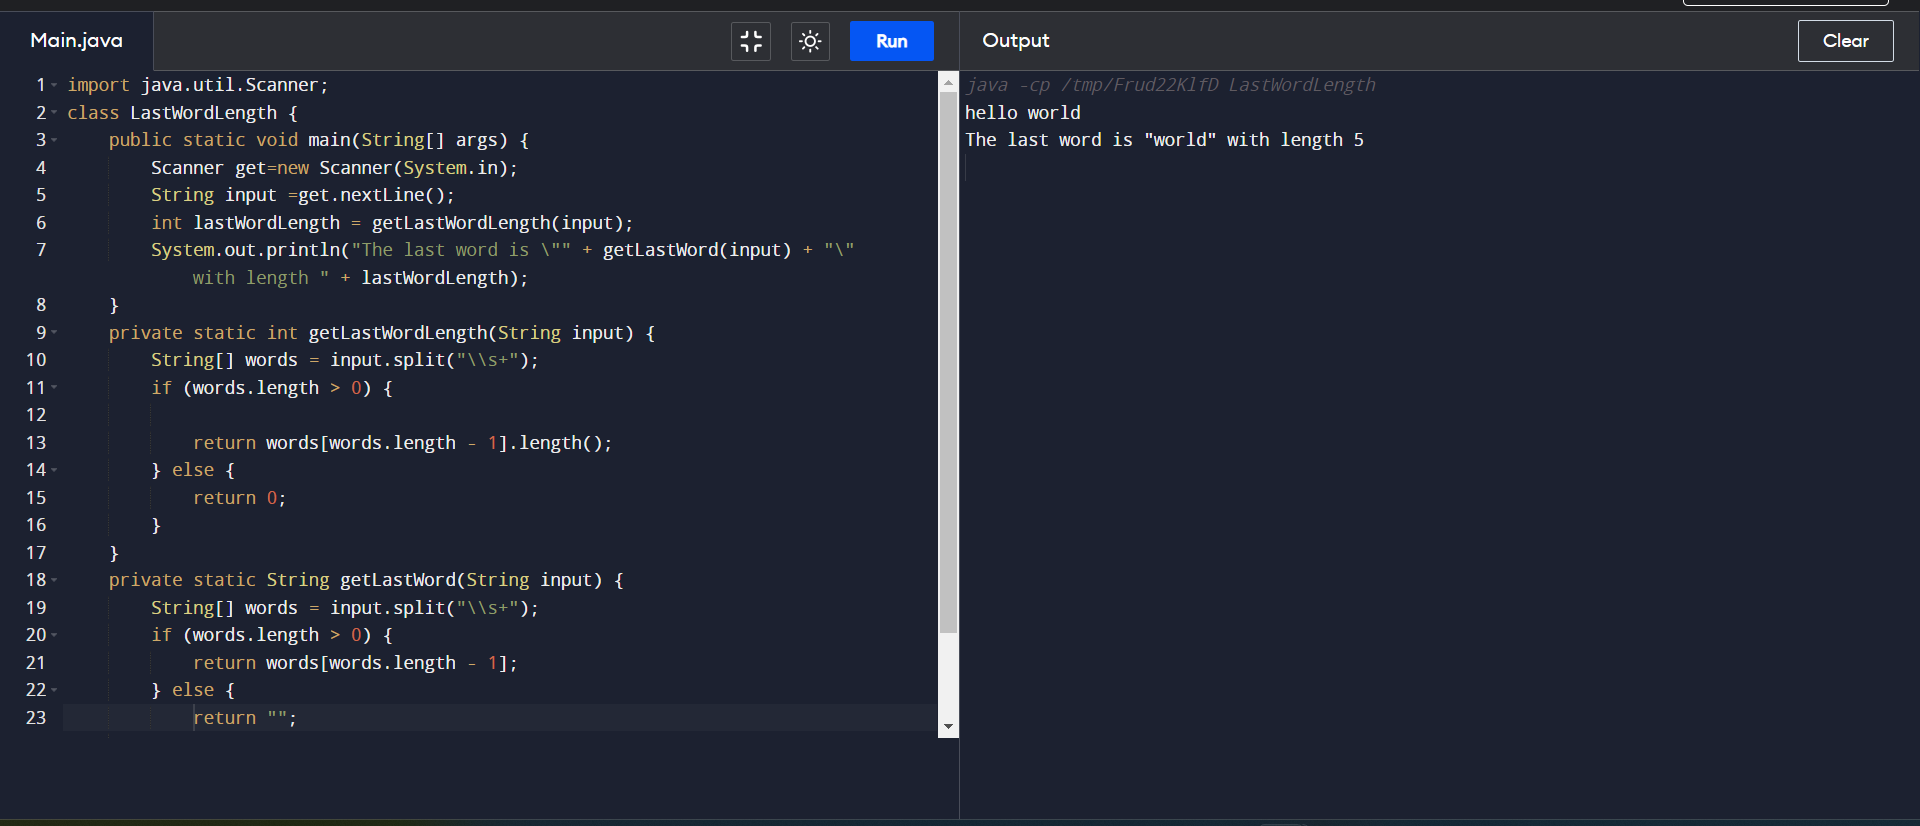 Main.java
Run
Output
Clear
1 import java.util.Scanner;
2 class LastWordLength {
3     public static void main(String[] args) {
4         Scanner get=new Scanner(System.in);
5         String input =get.nextLine();
6         int lastWordLength = getLastWordLength(input);
7         System.out.println("The last word is \"" + getLastWord(input) + "\"
            with length " + lastWordLength);
8     }
9     private static int getLastWordLength(String input) {
10        String[] words = input.split("\\s+");
11        if (words.length > 0) {
12
13            return words[words.length - 1].length();
14        } else {
15            return 0;
16        }
17    }
18    private static String getLastWord(String input) {
19        String[] words = input.split("\\s+");
20        if (words.length > 0) {
21            return words[words.length - 1];
22        } else {
23            return "";
java -cp /tmp/Frud22KlfD LastWordLength
hello world
The last word is "world" with length 5